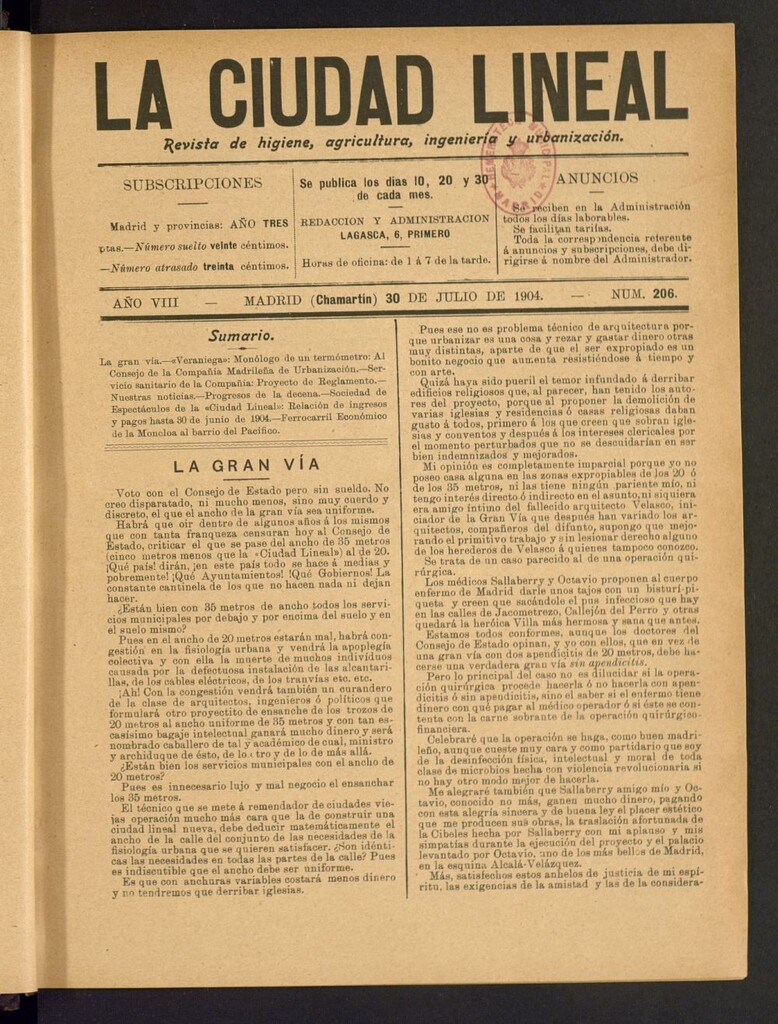 LA CIUDAD LINEAL
Revista de higiene, agricultura, ingeniería y urbanización.
SUBSCRIPCIONES
Madrid y provincias: AÑO TRES
ptas.—Número suelto veinte céntimos.
—Número atrasado treinta céntimos.
Se publica los días 10, 20 y 30
de cada mes.
REDACCION Y ADMINISTRACION
LAGASCA, 6, PRIMERO
Horas de oficina: de 1 á 7 de la tarde.
ANUNCIOS
Se reciben en la Administración
todos los días laborables.
Se facilitan tarifas.
Toda la correspondencia referente
á anuncios y subscripciones, debe di-
rigirse á nombre del Administrador.
AÑO VIII — MADRID (Chamartín) 30 DE JULIO DE 1904. — NUM. 206.
Sumario.
La gran vía.—«Veraniega»: Monólogo de un termómetro: Al
Consejo de la Compañía Madrileña de Urbanización.—Ser-
vicio sanitario de la Compañía: Proyecto de Reglamento.—
Nuestras noticias.—Progresos de la decena.—Sociedad de
Espectáculos de la «Ciudad Lineal»: Relación de ingresos
y pagos hasta 30 de junio de 1904.—Ferrocarril Económico
de la Moncloa al barrio del Pacífico.
LA GRAN VÍA
Voto con el Consejo de Estado pero sin sueldo. No
creo disparatado, ni mucho menos, sino muy cuerdo y
discreto, el que el ancho de la gran vía sea uniforme.
Habrá que oir dentro de algunos años á los mismos
que con tanta franqueza censuran hoy al Consejo de
Estado, criticar el que se pase del ancho de 35 metros
(cinco metros menos que la «Ciudad Lineal») al de 20.
¡Qué país! dirán, ¡en este país todo se hace á medias y
pobremente! ¡Qué Ayuntamientos! ¡Qué Gobiernos! La
constante cantinela de los que no hacen nada ni dejan
hacer.
¿Están bien con 35 metros de ancho todos los servi-
cios municipales por debajo y por encima del suelo y en
el suelo mismo?
Pues en el ancho de 20 metros estarán mal, habrá con-
gestión en la fisiología urbana y vendrá la apoplegía
colectiva y con ella la muerte de muchos individuos
causada por la defectuosa instalación de las alcantari-
llas, de los cables eléctricos, de los tranvías etc. etc.
¡Ah! Con la congestión vendrá también un curandero
de la clase de arquitectos, ingenieros ó políticos que
formulará otro proyectito de ensanche de los trozos de
20 metros al ancho uniforme de 35 metros y con tan es-
casísimo bagaje intelectual ganará mucho dinero y será
nombrado caballero de tal y académico de cual, ministro
y archiduque de ésto, de lo otro y de lo de más allá.
¿Están bien los servicios municipales con el ancho de
20 metros?
Pues es innecesario lujo y mal negocio el ensanchar
los 35 metros.
El técnico que se mete á remendador de ciudades vie-
jas operación mucho más cara que la de construir una
ciudad lineal nueva, debe deducir matemáticamente el
ancho de la calle del conjunto de las necesidades de la
fisiología urbana que se quieren satisfacer. ¿Son idénti-
cas las necesidades en todas las partes de la calle? Pues
es indiscutible que el ancho debe ser uniforme.
Es que con anchuras variables costará menos dinero
y no tendremos que derribar iglesias.
Pues ese no es problema técnico de arquitectura por-
que urbanizar es una cosa y rezar y gastar dinero otras
muy distintas, aparte de que el ser expropiado es un
bonito negocio que aumenta resistiéndose á tiempo y
con arte.
Quizá haya sido pueril el temor infundado á derribar
edificios religiosos que, al parecer, han tenido los auto-
res del proyecto, porque al proponer la demolición de
varias iglesias y residencias ó casas religiosas daban
gusto á todos, primero á los que creen que sobran igle-
sias y conventos y después á los intereses clericales por
el momento perturbados que no se descuidarían en ser
bien indemnizados y mejorados.
Mi opinión es completamente imparcial porque yo no
poseo casa alguna en las zonas expropiables de los 20 ó
de los 35 metros, ni las tiene ningún pariente mío, ni
tengo interés directo ó indirecto en el asunto, ni siquiera
era amigo íntimo del fallecido arquitecto Velasco, ini-
ciador de la Gran Vía que después han variado los ar-
quitectos, compañeros del difunto, supongo que mejo-
rando el primitivo trabajo y sin lesionar derecho alguno
de los herederos de Velasco á quienes tampoco conozco.
Se trata de un caso parecido al de una operación qui-
rúrgica.
Los médicos Sallaberry y Octavio proponen al cuerpo
enfermo de Madrid darle unos tajos con un bisturí-pi-
queta y creen que sacándole el pus infeccioso que hay
en las calles de Jacometrezo, Callejón del Perro y otras
quedará la heróica Villa más hermosa y sana que antes.
Estamos todos conformes, aunque los doctores del
Consejo de Estado opinan, y yo con ellos, que en vez de
una gran vía con dos apendicitis de 20 metros, debe ha-
cerse una verdadera gran vía sin apendicitis.
Pero lo principal del caso no es dilucidar si la opera-
ción quirúrgica procede hacerla ó no hacerla con apen-
dicitis ó sin apendicitis, sino el saber si el enfermo tiene
dinero con qué pagar al médico operador ó si éste se con-
tenta con la carne sobrante de la operación quirúrgico-
financiera.
Celebraré que la operación se haga, como buen madri-
leño, aunque cueste muy cara y como partidario que soy
de la desinfección física, intelectual y moral de toda
clase de microbios hecha con violencia revolucionaria si
no hay otro modo mejor de hacerla.
Me alegraré también que Sallaberry amigo mío y Oc-
tavio, conocido no más, ganen mucho dinero, pagando
con esta alegría sincera y de buena ley el placer estético
que me producen sus obras, la traslación afortunada de
la Cibeles hecha por Sallaberry con mi aplauso y mis
simpatías durante la ejecución del proyecto y el palacio
levantado por Octavio, uno de los más bellos de Madrid,
en la esquina Alcalá-Velázquez.
Más, satisfechos estos anhelos de justicia de mi espí-
ritu, las exigencias de la amistad y las de la considera-
HEMEROTECA MUNICIPAL
MADRID